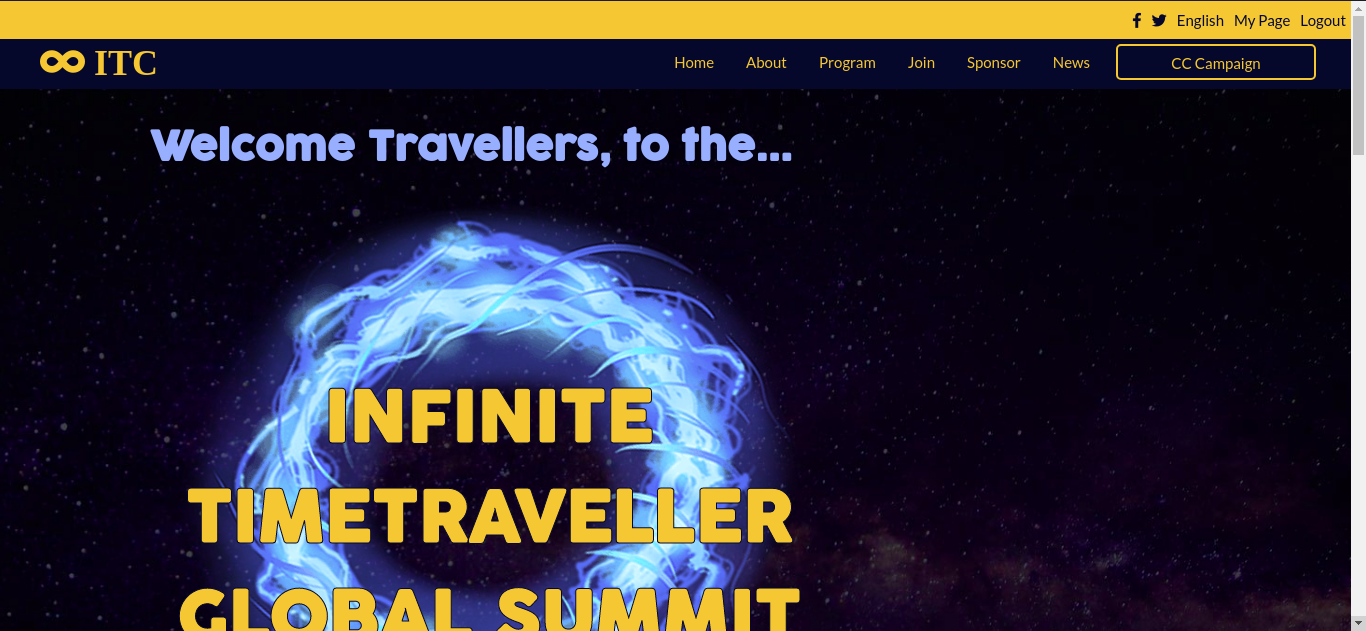 English My Page Logout
ITC
Home About Program Join Sponsor News CC Campaign
Welcome Travellers, to the...
INFINITE
TIMETRAVELLER
GLOBAL SUMMIT